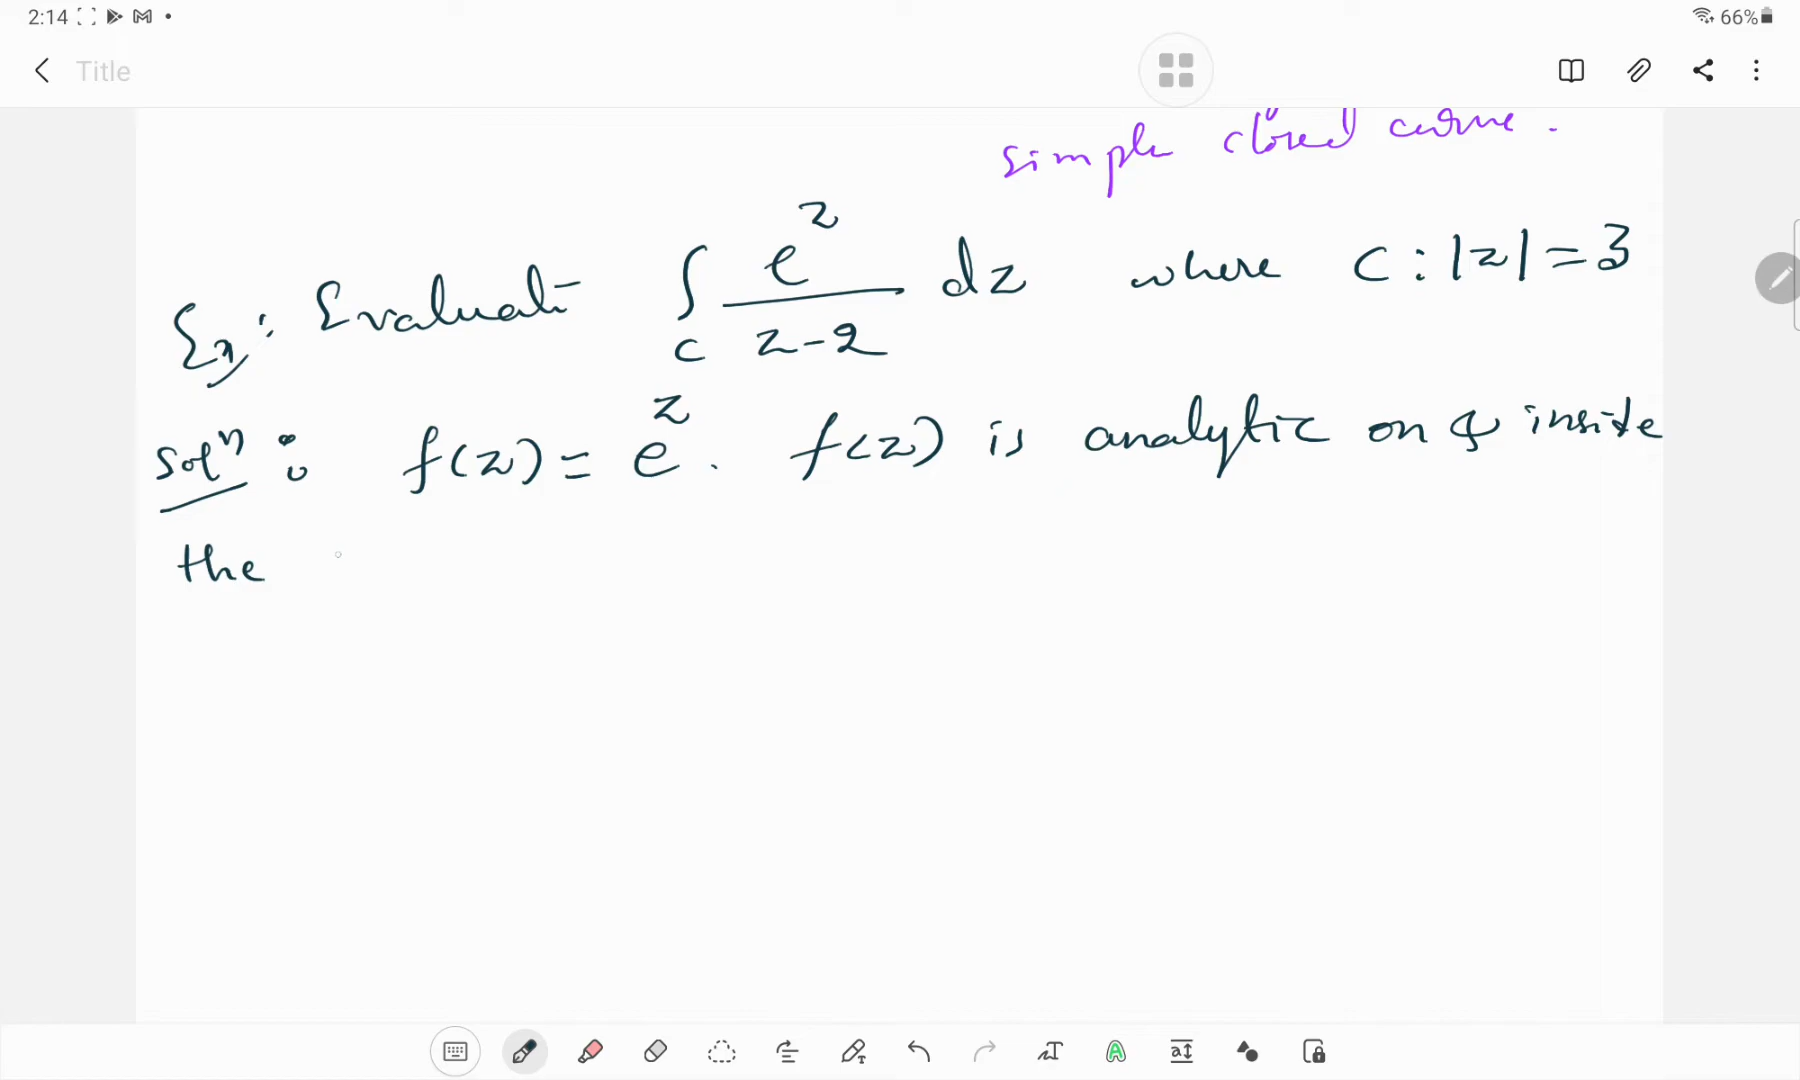 2:14
66%
Title
simple closed curve.
Ex: Evaluate ∫_C e^z/(z-2) dz where C:|z|=3
Solⁿ: f(z)=e^z. f(z) is analytic on & inside
the